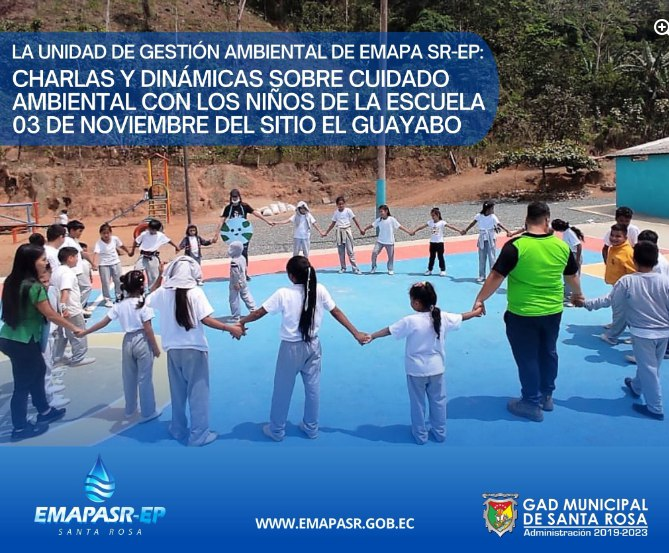 LA UNIDAD DE GESTIÓN AMBIENTAL DE EMAPA SR-EP:
CHARLAS Y DINÁMICAS SOBRE CUIDADO
AMBIENTAL CON LOS NIÑOS DE LA ESCUELA
03 DE NOVIEMBRE DEL SITIO EL GUAYABO
EMAPASR-EP
SANTA ROSA
WWW.EMAPASR.GOB.EC
GAD MUNICIPAL
DE SANTA ROSA
Administración 2019-2023